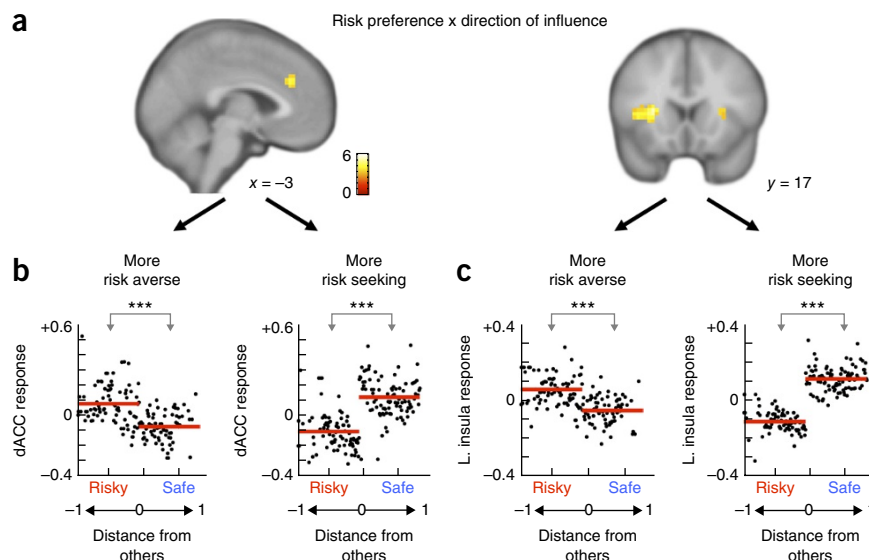 a
Risk preference x direction of influence
6
0
x = –3
y = 17
b
More
risk averse
***
+0.6
0
–0.4
dACC response
Risky
Safe
–1
0
1
Distance from
others
More
risk seeking
***
+0.6
0
–0.4
dACC response
Risky
Safe
–1
0
1
Distance from
others
c
More
risk averse
***
+0.4
0
–0.4
L. insula response
Risky
Safe
–1
0
1
Distance from
others
More
risk seeking
***
+0.4
0
–0.4
L. insula response
Risky
Safe
–1
0
1
Distance from
others